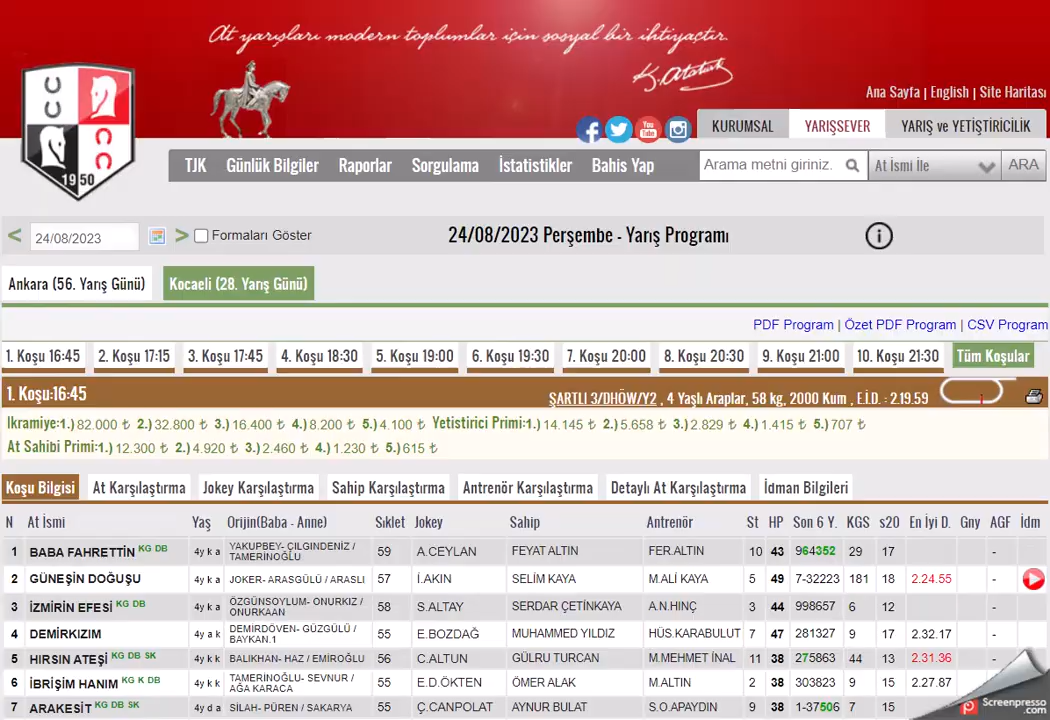 At yarışları modern toplumlar için sosyal bir ihtiyaçtır.
K. Atatürk
Ana Sayfa | English | Site Haritası
KURUMSAL YARIŞSEVER YARIŞ ve YETİŞTİRİCİLİK
1950
TJK Günlük Bilgiler Raporlar Sorgulama İstatistikler Bahis Yap Arama metni giriniz. At İsmi İle ARA
< 24/08/2023 > Formaları Göster 24/08/2023 Perşembe - Yarış Programı
Ankara (56. Yarış Günü) Kocaeli (28. Yarış Günü)
PDF Program | Özet PDF Program | CSV Program
1. Koşu 16:45 2. Koşu 17:15 3. Koşu 17:45 4. Koşu 18:30 5. Koşu 19:00 6. Koşu 19:30 7. Koşu 20:00 8. Koşu 20:30 9. Koşu 21:00 10. Koşu 21:30 Tüm Koşular
1. Koşu:16:45 ŞARTLI 3/DHÖW/Y2 , 4 Yaşlı Araplar, 58 kg, 2000 Kum , E.İ.D. : 2.19.59
Ikramiye:1.) 82.000 ₺ 2.) 32.800 ₺ 3.) 16.400 ₺ 4.) 8.200 ₺ 5.) 4.100 ₺ Yetistirici Primi:1.) 14.145 ₺ 2.) 5.658 ₺ 3.) 2.829 ₺ 4.) 1.415 ₺ 5.) 707 ₺
At Sahibi Primi:1.) 12.300 ₺ 2.) 4.920 ₺ 3.) 2.460 ₺ 4.) 1.230 ₺ 5.) 615 ₺
Koşu Bilgisi At Karşılaştırma Jokey Karşılaştırma Sahip Karşılaştırma Antrenör Karşılaştırma Detaylı At Karşılaştırma İdman Bilgileri
N At İsmi Yaş Orijin(Baba - Anne) Sıklet Jokey Sahip Antrenör St HP Son 6 Y. KGS s20 En İyi D. Gny AGF İdm
1 BABA FAHRETTİN KG DB 4y k a YAKUPBEY- ÇILGINDENİZ / TAMERİNOĞLU 59 A.CEYLAN FEYAT ALTIN FER.ALTIN 10 43 964352 29 17 -
2 GÜNEŞİN DOĞUŞU 4y k a JOKER- ARASGÜLÜ / ARASLI 57 İ.AKIN SELİM KAYA M.ALİ KAYA 5 49 7-32223 181 18 2.24.55 -
3 İZMİRİN EFESİ KG DB 4y k a ÖZGÜNSOYLUM- ONURKIZ / ONURKAAN 58 S.ALTAY SERDAR ÇETİNKAYA A.N.HINÇ 3 44 998657 6 12 -
4 DEMİRKIZIM 4y a k DEMİRDÖVEN- GÜZGÜLÜ / BAYKAN.1 55 E.BOZDAĞ MUHAMMED YILDIZ HÜS.KARABULUT 7 47 281327 9 17 2.32.17 -
5 HIRSIN ATEŞİ KG DB SK 4y k k BALIKHAN- HAZ / EMİROĞLU 56 C.ALTUN GÜLRU TURCAN M.MEHMET İNAL 11 38 275863 44 13 2.31.36 -
6 İBRİŞİM HANIM KG K DB 4y k k TAMERİNOĞLU- SEVNUR / AĞA KARACA 55 E.D.ÖKTEN ÖMER ALAK M.ALTIN 2 38 303823 9 15 2.27.87
7 ARAKESİT KG DB SK 4y d a SİLAH- PÜREN / SAKARYA 55 Ç.CANPOLAT AYNUR BULAT S.O.APAYDIN 9 38 1-37506 7 15
Screenpresso
.com